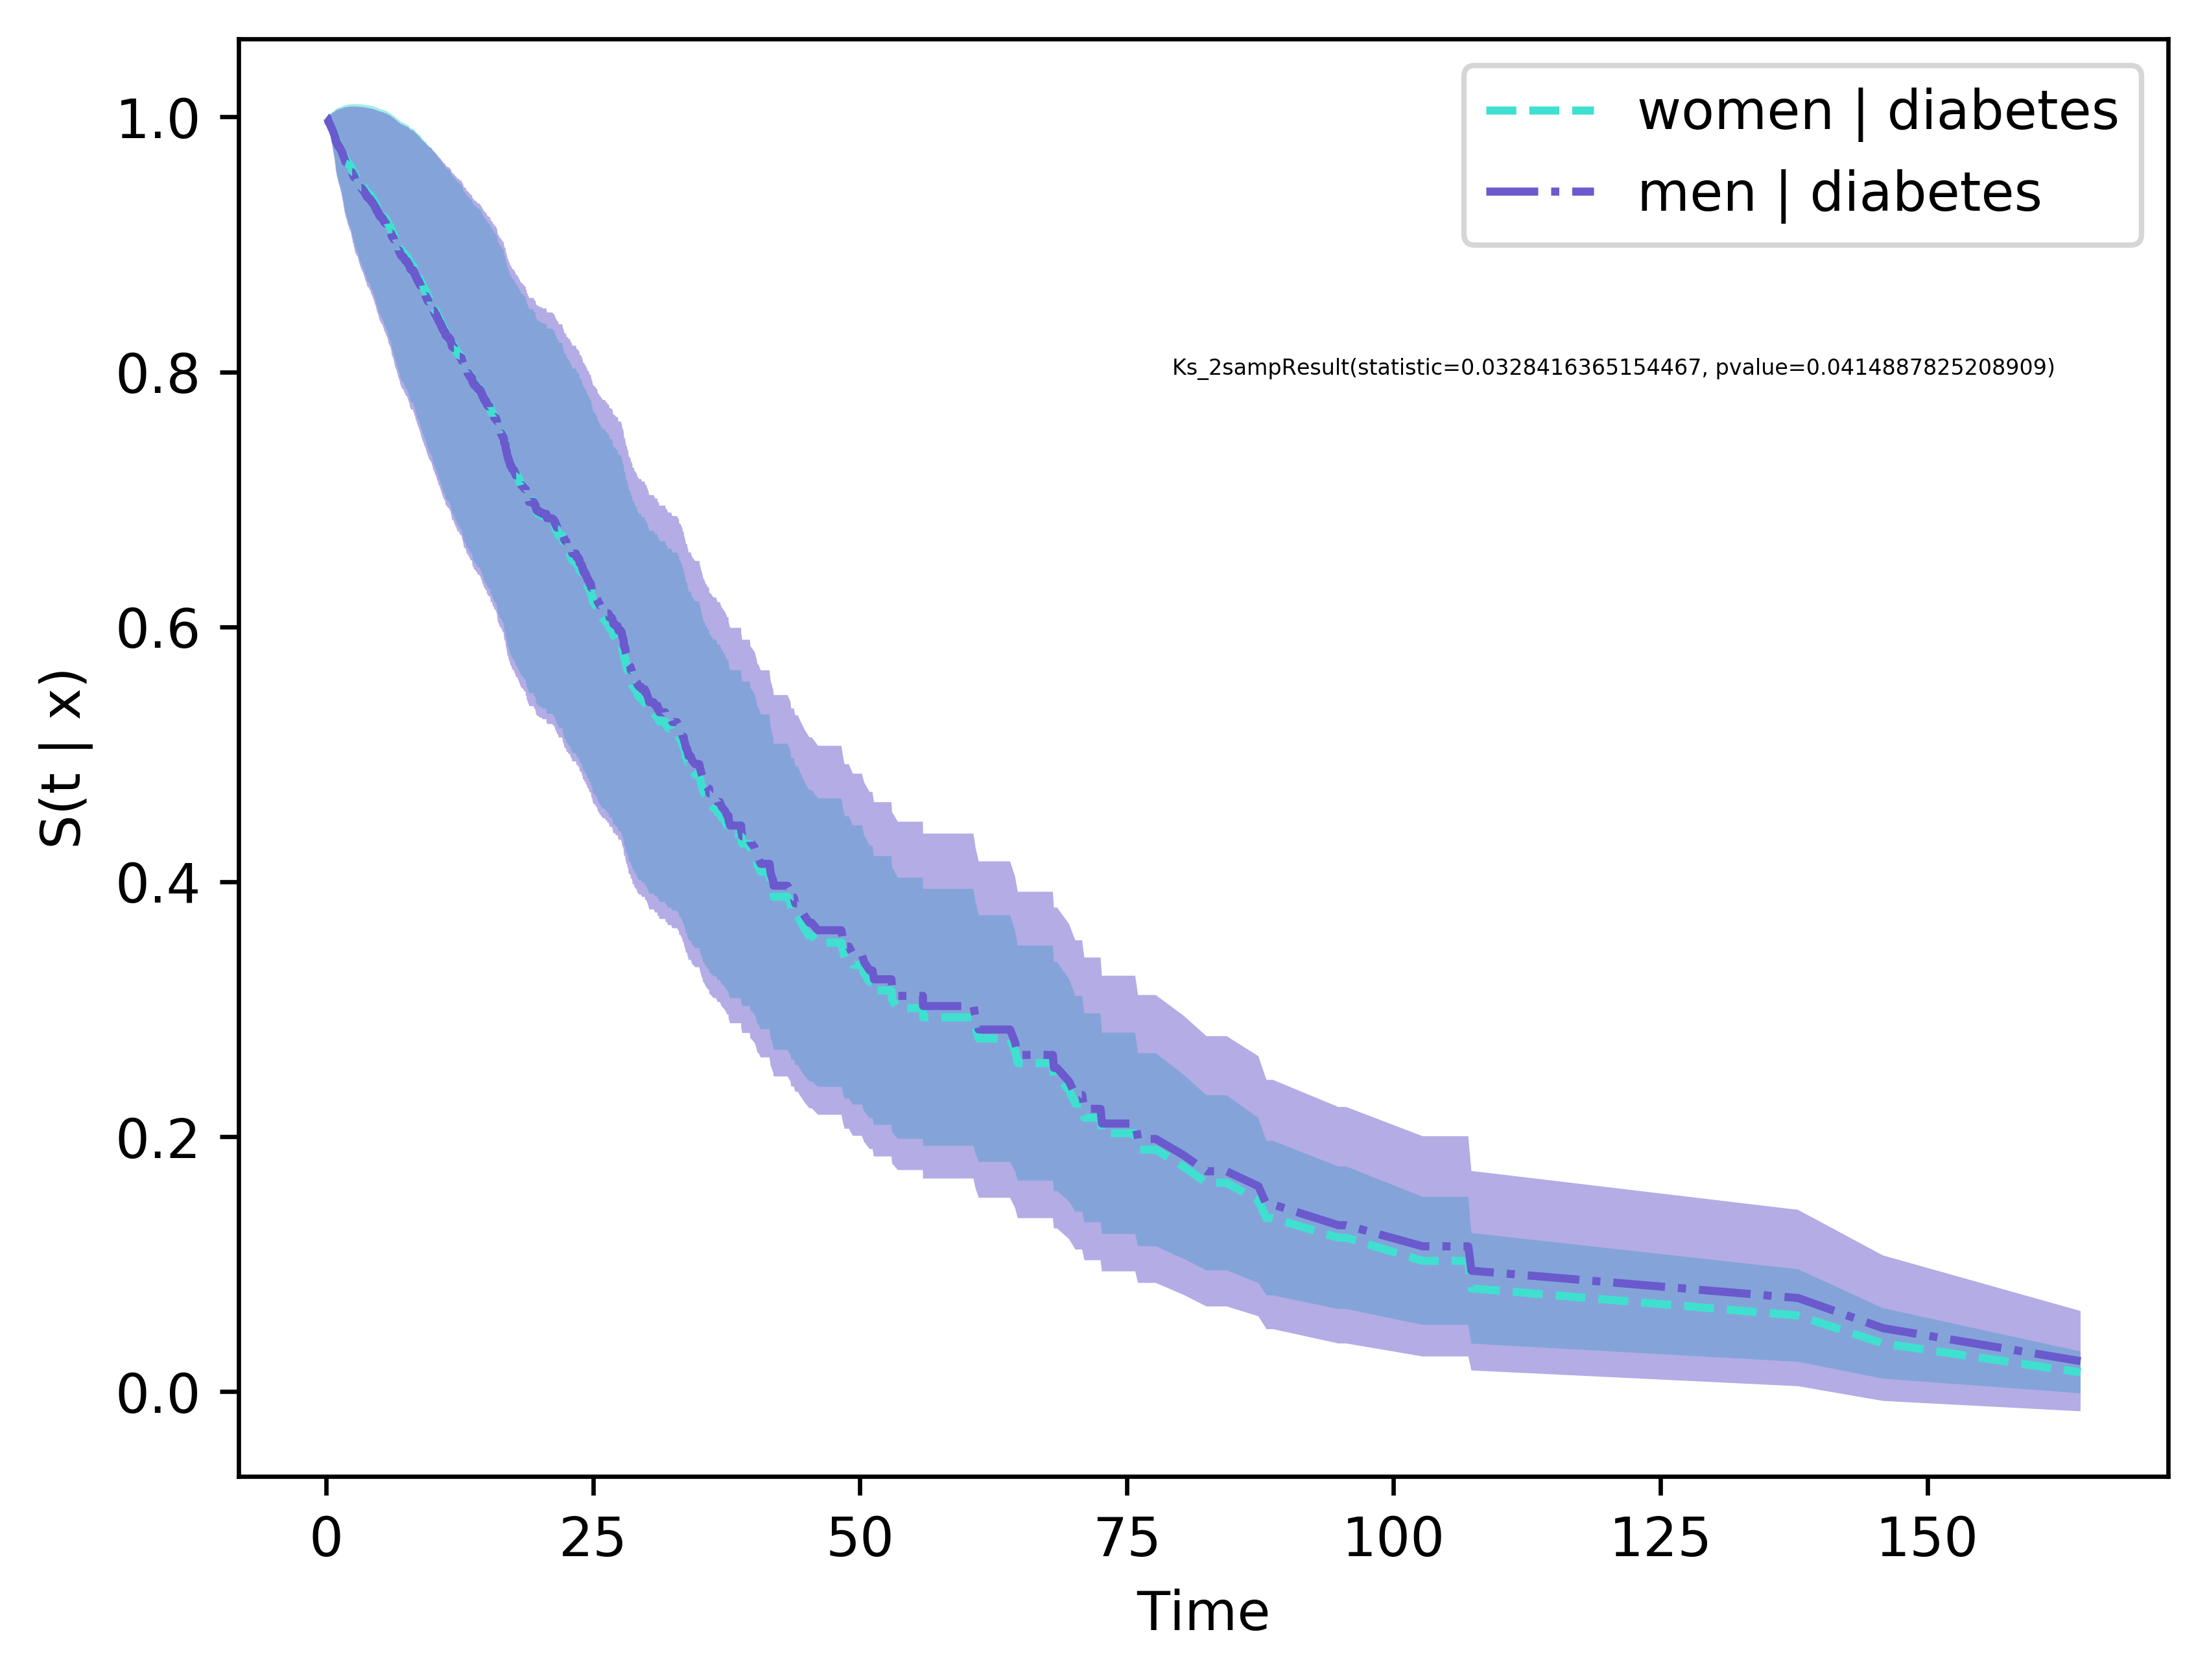 women | diabetes
men | diabetes
Ks_2sampResult(statistic=0.0328416365154467, pvalue=0.0414887825208909)
1.0
0.8
0.6
0.4
0.2
0.0
S(t | x)
0 25 50 75 100 125 150
Time